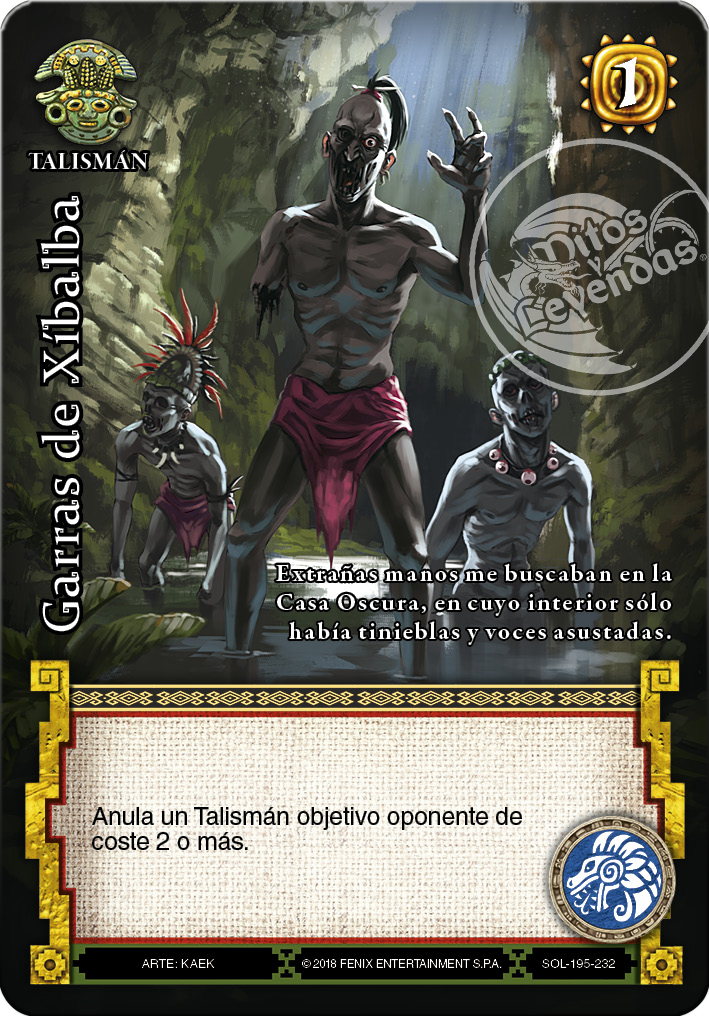 TALISMÁN
1
Garras de Xíbalba
Mitos
y
Leyendas
Extrañas manos me buscaban en la
Casa Oscura, en cuyo interior sólo
había tinieblas y voces asustadas.
Anula un Talismán objetivo oponente de
coste 2 o más.
ARTE: KAEK
© 2018 FENIX ENTERTAINMENT S.P.A.
SOL-195-232